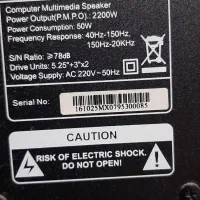 Computer Multimedia Speaker
Power Output(P.M.P.O): 2200W
Power Consumption: 50W
Frequency Response: 40Hz-150Hz,
150Hz-20KHz
S/N Ratio: ≥78dB
Drive Units: 5.25"+3"x2
Voltage Supply: AC 220V~50Hz
Serial No:
161025MX0795300085
CAUTION
RISK OF ELECTRIC SHOCK.
DO NOT OPEN!